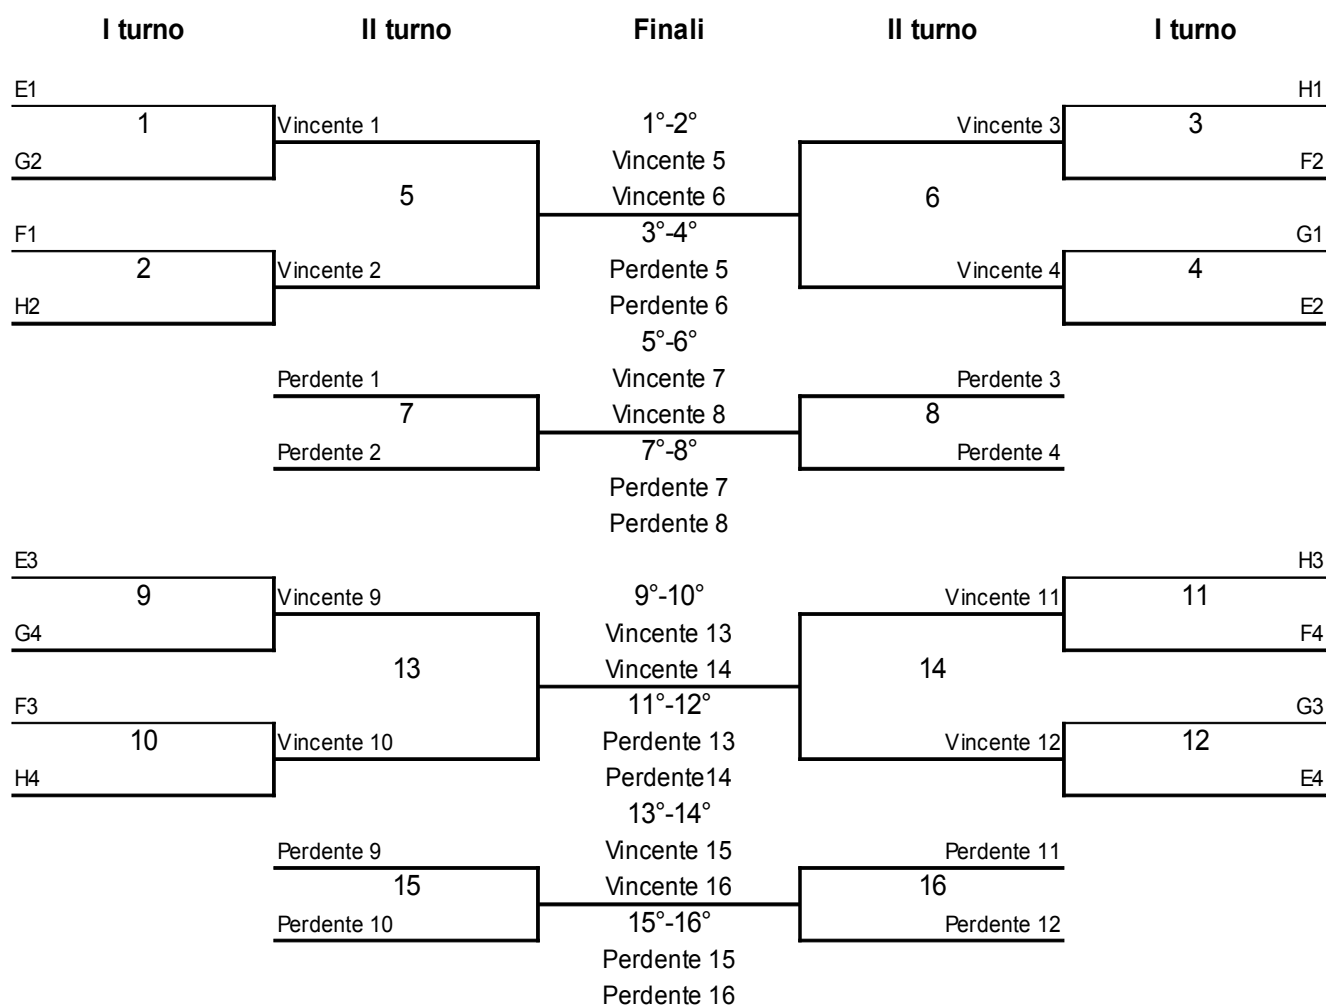 I turno II turno Finali II turno I turno
E1 H1
1 Vincente 1 1°-2° Vincente 3 3
G2 Vincente 5 F2
5 Vincente 6 6
F1 3°-4° G1
2 Vincente 2 Perdente 5 Vincente 4 4
H2 Perdente 6 E2
5°-6°
Perdente 1 Vincente 7 Perdente 3
7 Vincente 8 8
Perdente 2 7°-8° Perdente 4
Perdente 7
Perdente 8
E3 H3
9 Vincente 9 9°-10° Vincente 11 11
G4 Vincente 13 F4
13 Vincente 14 14
F3 11°-12° G3
10 Vincente 10 Perdente 13 Vincente 12 12
H4 Perdente14 E4
13°-14°
Perdente 9 Vincente 15 Perdente 11
15 Vincente 16 16
Perdente 10 15°-16° Perdente 12
Perdente 15
Perdente 16